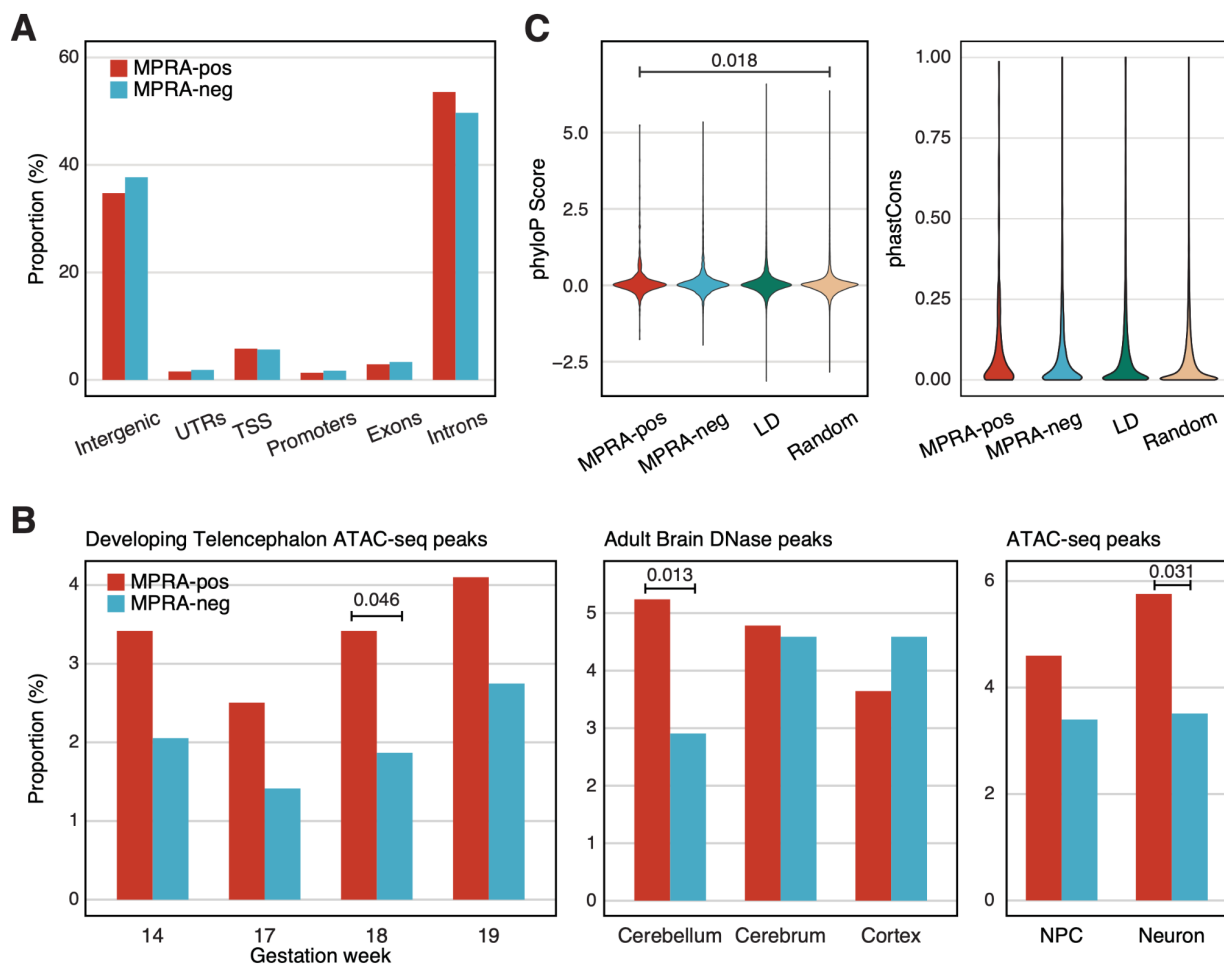 A
Proportion (%)
60
40
20
0
MPRA-pos
MPRA-neg
Intergenic
UTRs
TSS
Promoters
Exons
Introns
C
phyloP Score
5.0
2.5
0.0
−2.5
0.018
MPRA-pos
MPRA-neg
LD
Random
phastCons
1.00
0.75
0.50
0.25
0.00
MPRA-pos
MPRA-neg
LD
Random
B
Developing Telencephalon ATAC-seq peaks
Proportion (%)
4
3
2
1
0
MPRA-pos
MPRA-neg
0.046
14
17
18
19
Gestation week
Adult Brain DNase peaks
5
4
3
2
1
0
0.013
Cerebellum
Cerebrum
Cortex
ATAC-seq peaks
6
4
2
0
0.031
NPC
Neuron